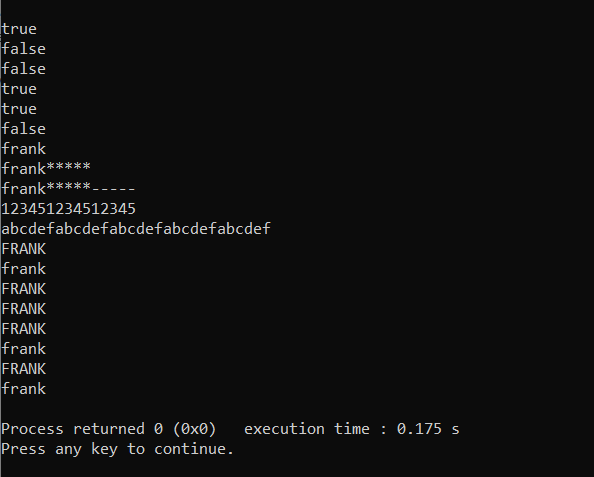 true
false
false
true
true
false
frank
frank*****
frank*****-----
123451234512345
abcdefabcdefabcdefabcdefabcdef
FRANK
frank
FRANK
FRANK
FRANK
frank
FRANK
frank
Process returned 0 (0x0)   execution time : 0.175 s
Press any key to continue.